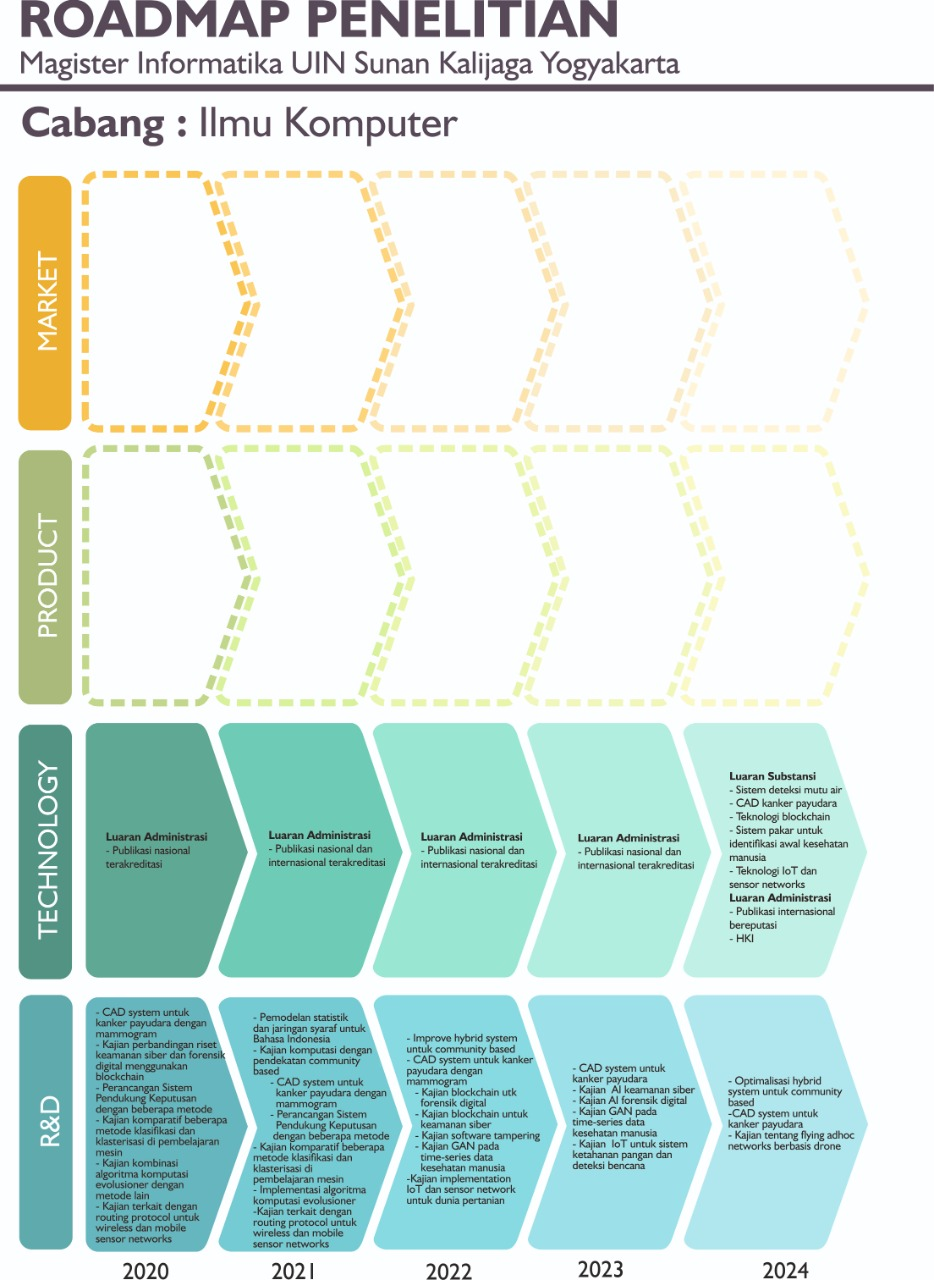 ROADMAP PENELITIAN
Magister Informatika UIN Sunan Kalijaga Yogyakarta
Cabang : Ilmu Komputer
MARKET
PRODUCT
TECHNOLOGY
Luaran Administrasi
- Publikasi nasional
terakreditasi
Luaran Administrasi
- Publikasi nasional dan
internasional terakreditasi
Luaran Administrasi
- Publikasi nasional dan
internasional terakreditasi
Luaran Administrasi
- Publikasi nasional dan
internasional terakreditasi
Luaran Substansi
- Sistem deteksi mutu air
- CAD kanker payudara
- Teknologi blockchain
- Sistem pakar untuk
identifikasi awal kesehatan
manusia
- Teknologi IoT dan
sensor networks
Luaran Administrasi
- Publikasi internasional
bereputasi
- HKI
R&D
- CAD system untuk
kanker payudara dengan
mammogram
- Kajian perbandingan riset
keamanan siber dan forensik
digital menggunakan
blockchain
- Perancangan Sistem
Pendukung Keputusan
dengan beberapa metode
- Kajian komparatif beberapa
metode klasifikasi dan
klasterisasi di pembelajaran
mesin
- Kajian kombinasi
algoritma komputasi
evolusioner dengan
metode lain
- Kajian terkait dengan
routing protocol untuk
wireless dan mobile
sensor networks
- Pemodelan statistik
dan jaringan syaraf untuk
Bahasa Indonesia
- Kajian komputasi dengan
pendekatan community
based
- CAD system untuk
kanker payudara dengan
mammogram
- Perancangan Sistem
Pendukung Keputusan
dengan beberapa metode
- Kajian komparatif beberapa
metode klasifikasi dan
klasterisasi di
pembelajaran mesin
- Implementasi algoritma
komputasi evolusioner
-Kajian terkait dengan
routing protocol untuk
wireless dan mobile
sensor networks
- Improve hybrid system
untuk community based
- CAD system untuk kanker
payudara dengan
mammogram
- Kajian blockchain utk
forensik digital
- Kajian blockchain untuk
keamanan siber
- Kajian software tampering
- Kajian GAN pada
time-series data
kesehatan manusia
-Kajian implementation
IoT dan sensor network
untuk dunia pertanian
- CAD system untuk
kanker payudara
- Kajian AI keamanan siber
- Kajian AI forensik digital
- Kajian GAN pada
time-series data
kesehatan manusia
- Kajian IoT untuk sistem
ketahanan pangan dan
deteksi bencana
- Optimalisasi hybrid
system untuk community
based
-CAD system untuk
kanker payudara
- Kajian tentang flying adhoc
networks berbasis drone
2020
2021
2022
2023
2024